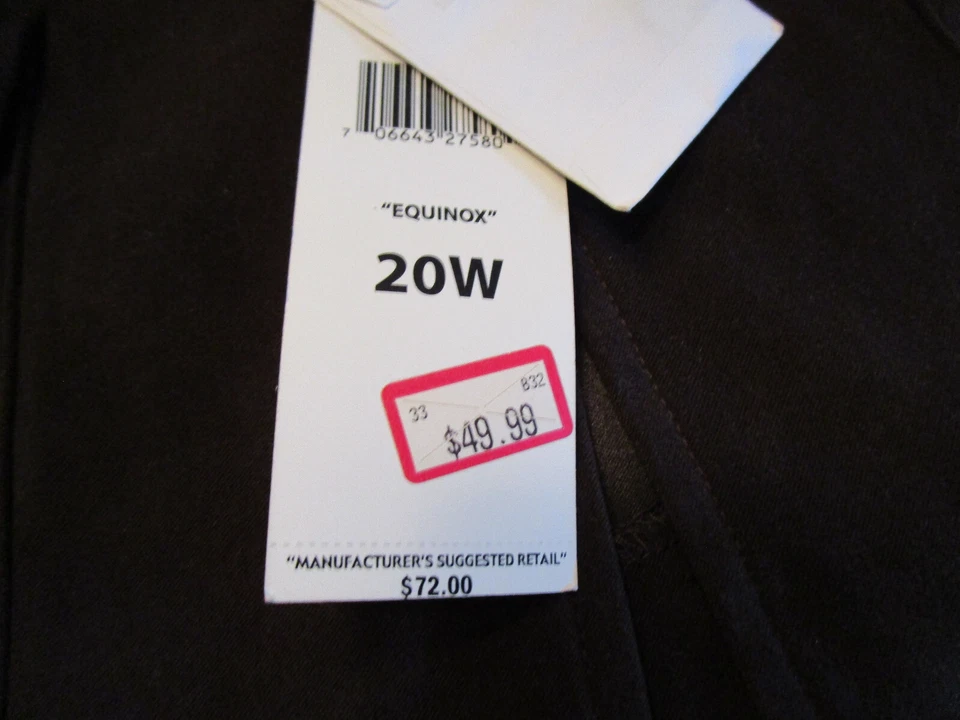 7 06643 27580
"EQUINOX"
20W
33 832
$49.99
"MANUFACTURER'S SUGGESTED RETAIL"
$72.00